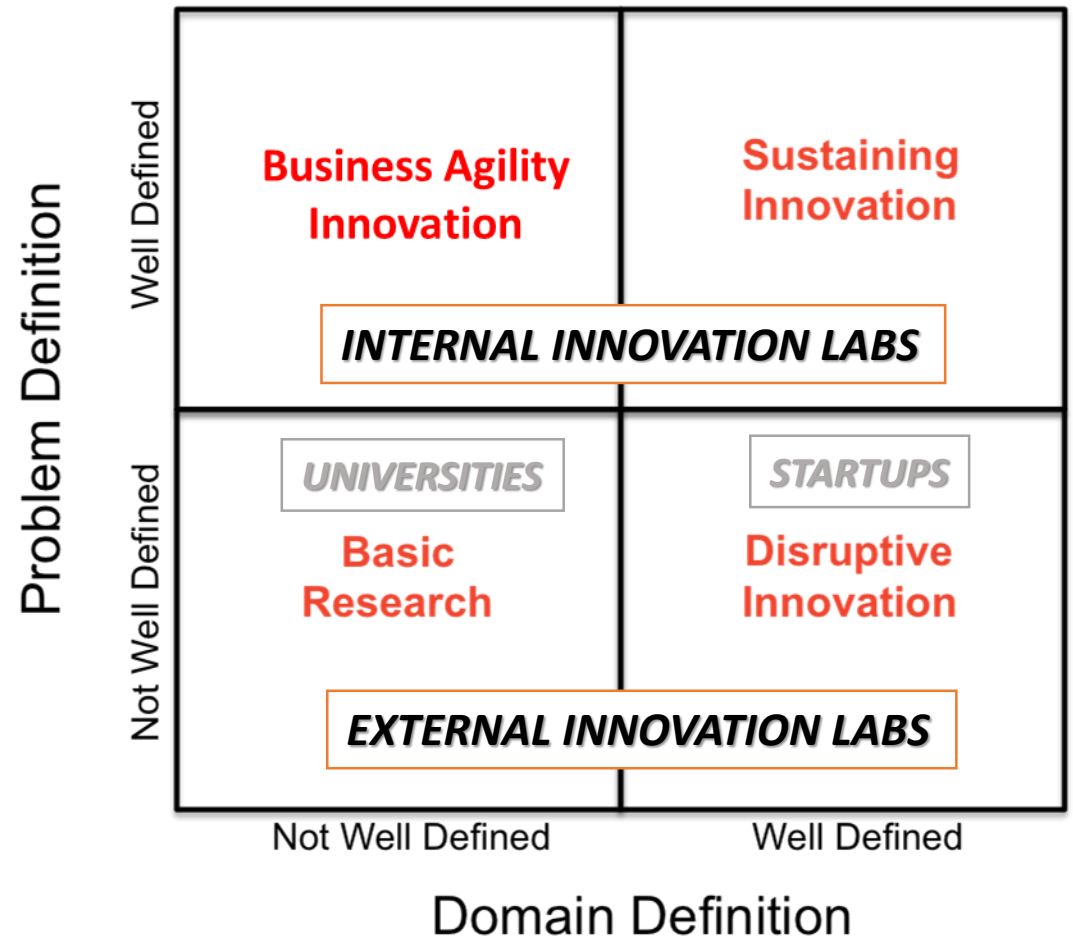 Problem Definition
Well Defined
Not Well Defined
Business Agility
Innovation
Sustaining
Innovation
INTERNAL INNOVATION LABS
UNIVERSITIES
STARTUPS
Basic
Research
Disruptive
Innovation
EXTERNAL INNOVATION LABS
Not Well Defined
Well Defined
Domain Definition